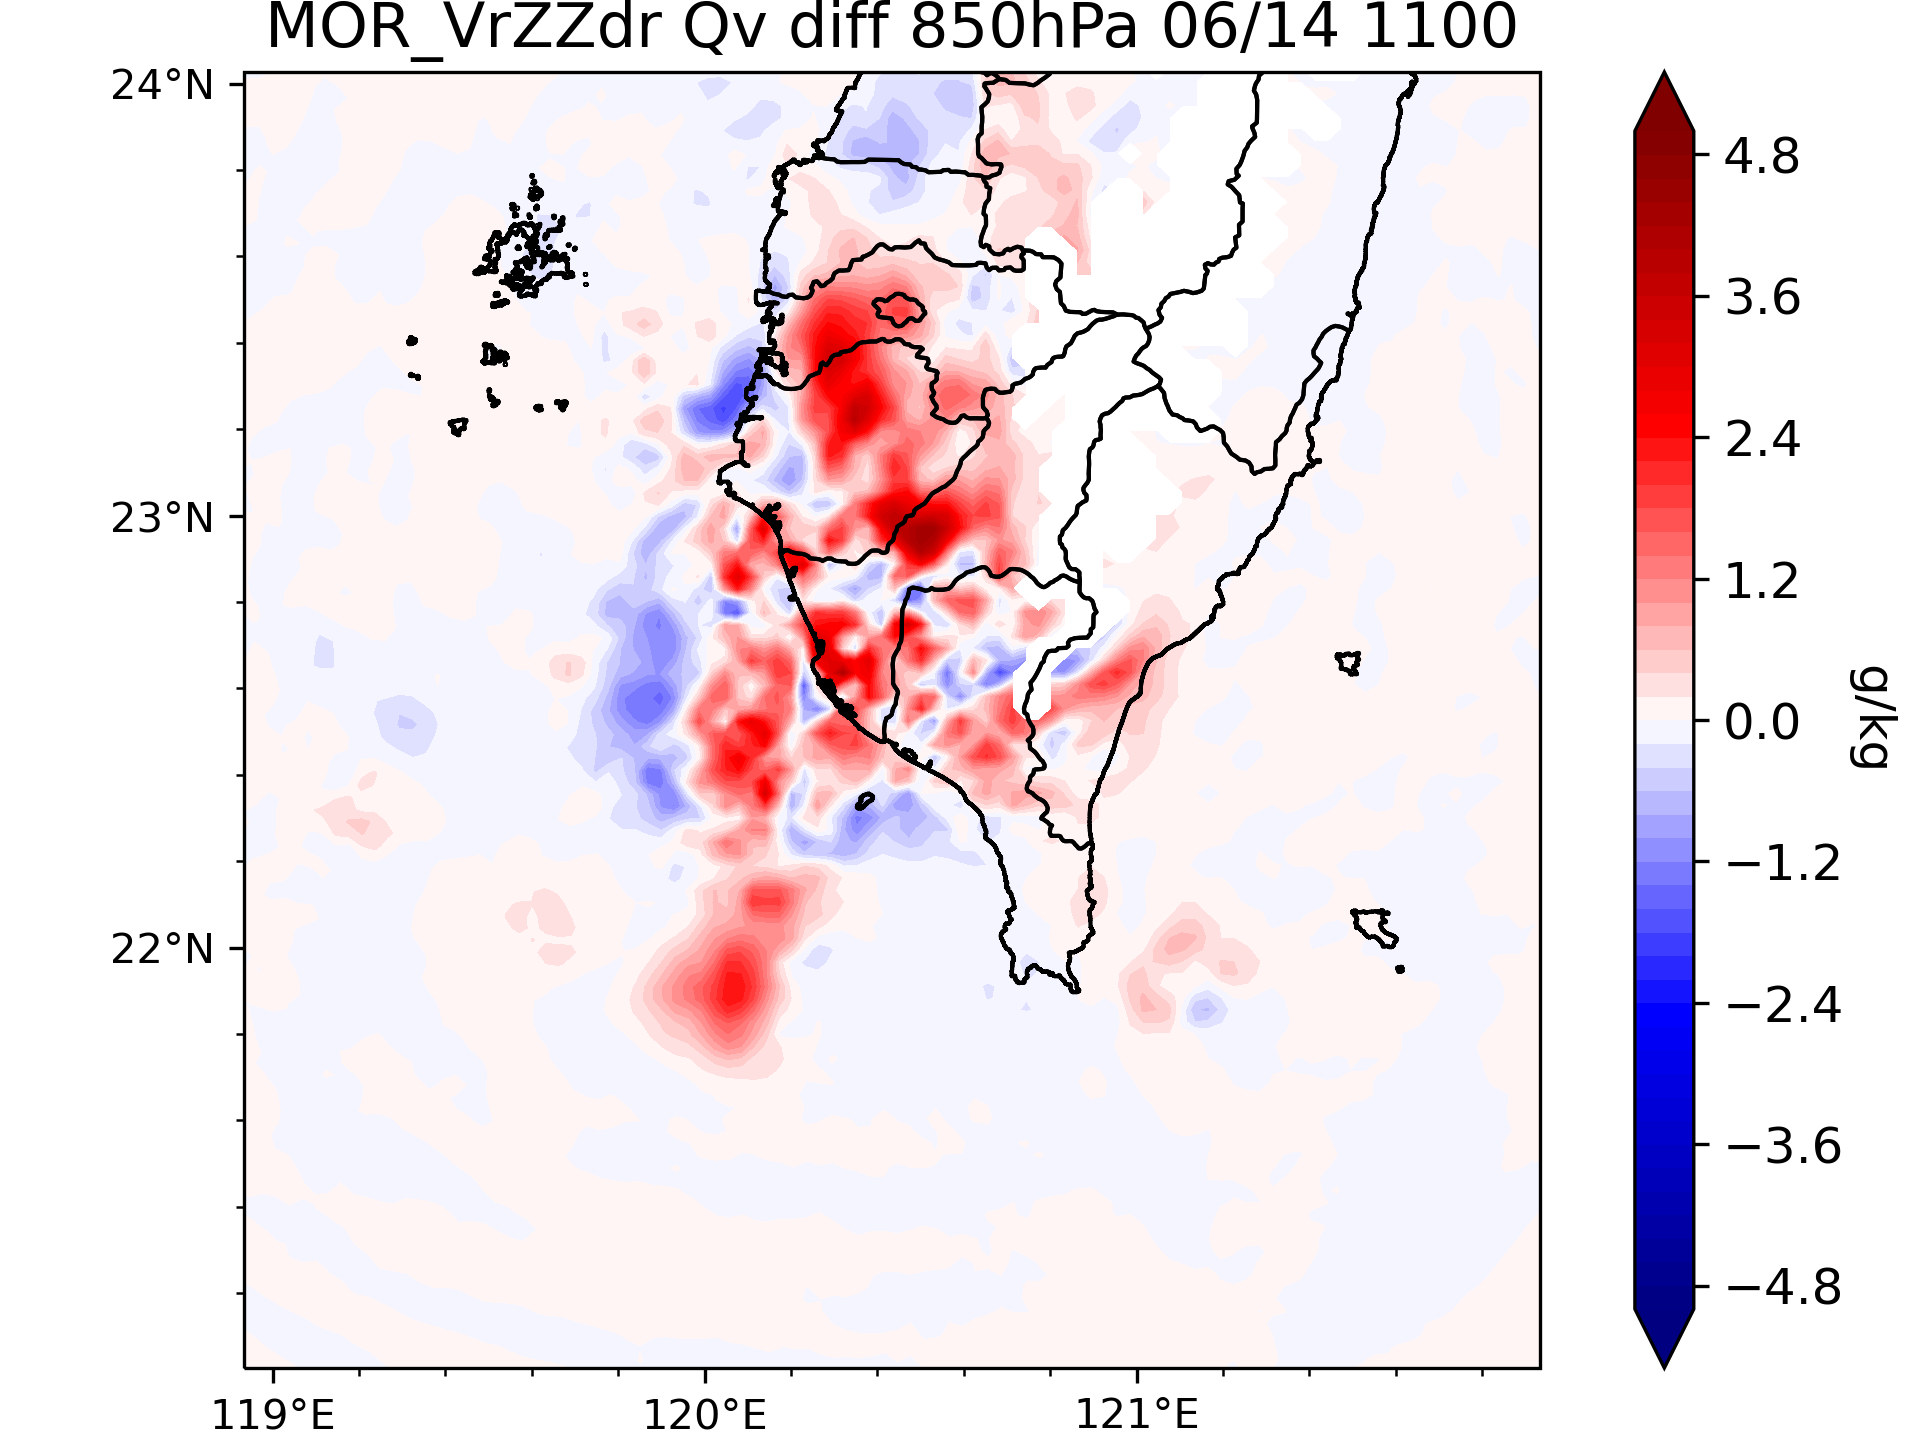 MOR_VrZZdr Qv diff 850hPa 06/14 1100
24°N
23°N
22°N
119°E
120°E
121°E
4.8
3.6
2.4
1.2
0.0
−1.2
−2.4
−3.6
−4.8
g/kg